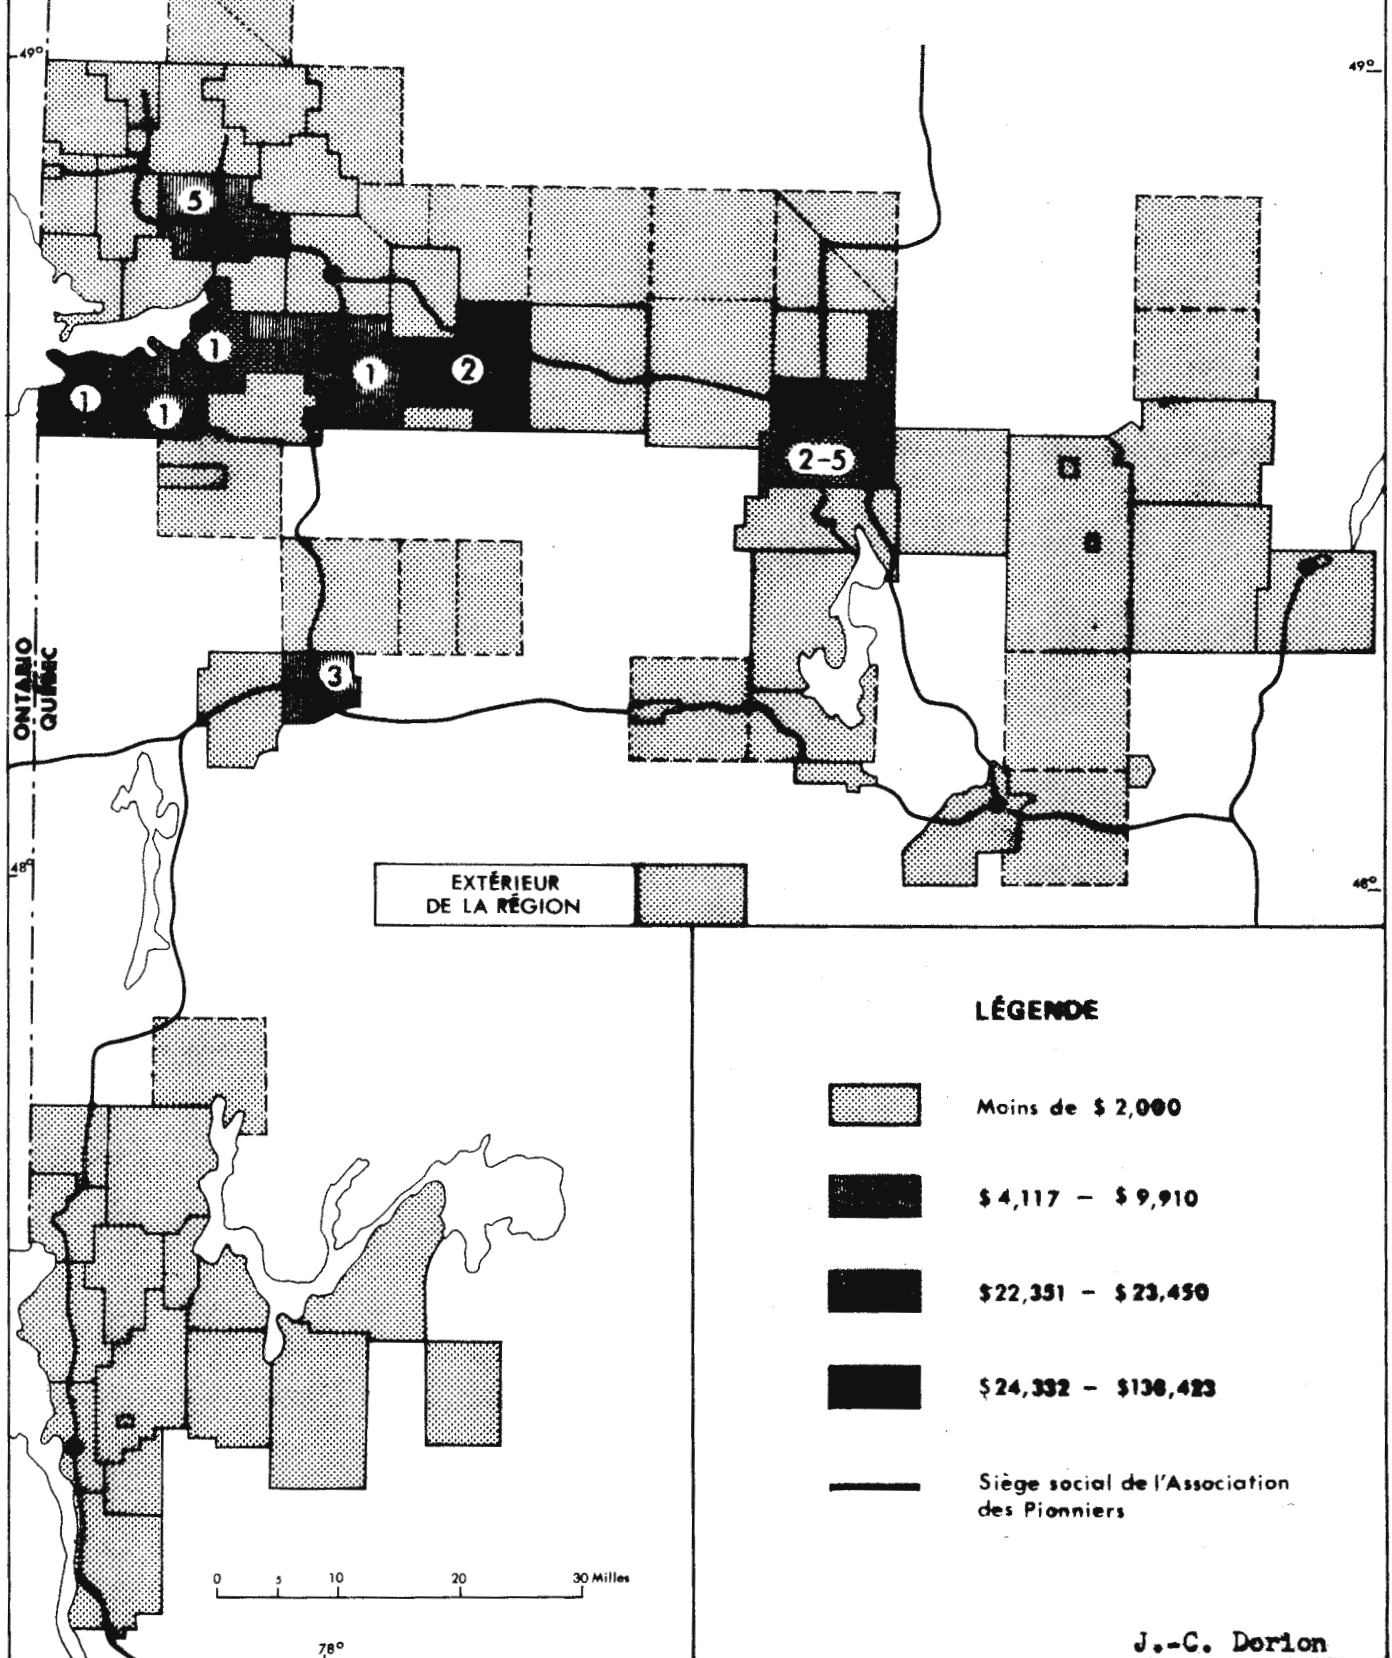 49°
49°
5
1
1
2
1
1
2-5
3
ONTARIO
QUÉBEC
48°
48°
EXTÉRIEUR
DE LA RÉGION
LÉGENDE
Moins de $ 2,000
$ 4,117 - $ 9,910
$22,351 - $23,450
$24,332 - $138,423
Siège social de l'Association
des Pionniers
0 5 10 20 30 Milles
78°
J.-C. Dorion